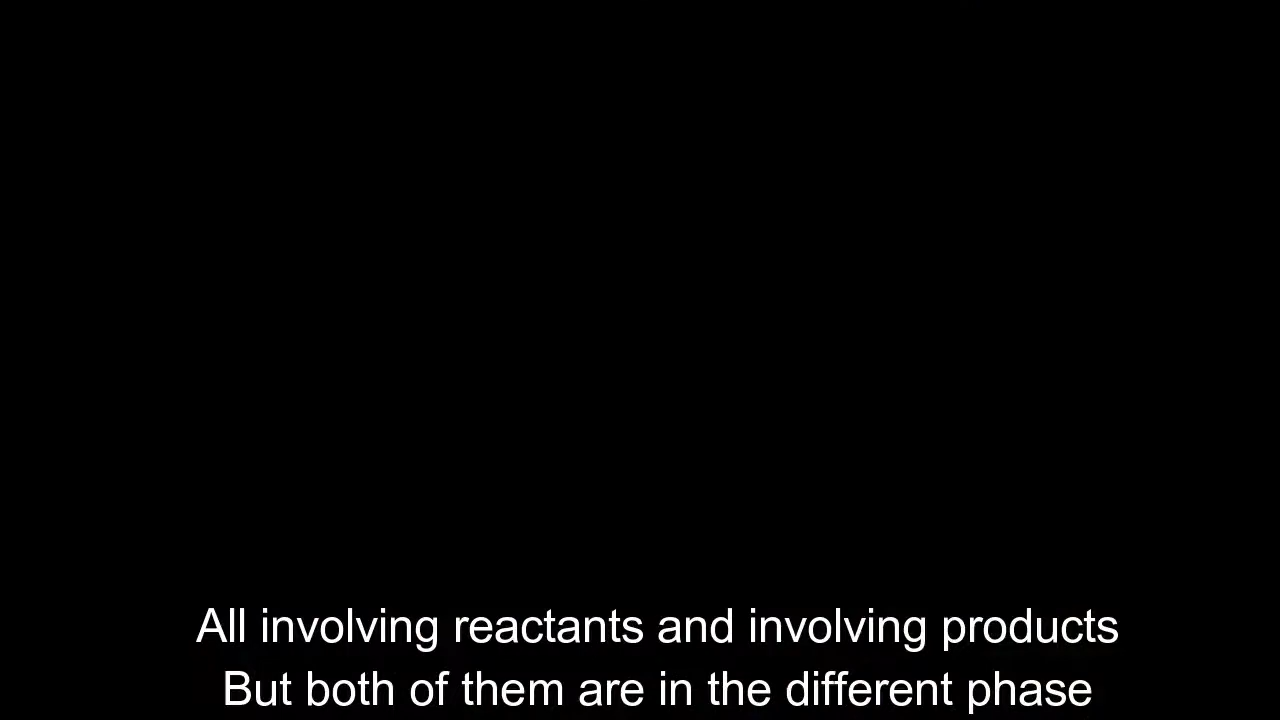 All involving reactants and involving products
But both of them are in the different phase